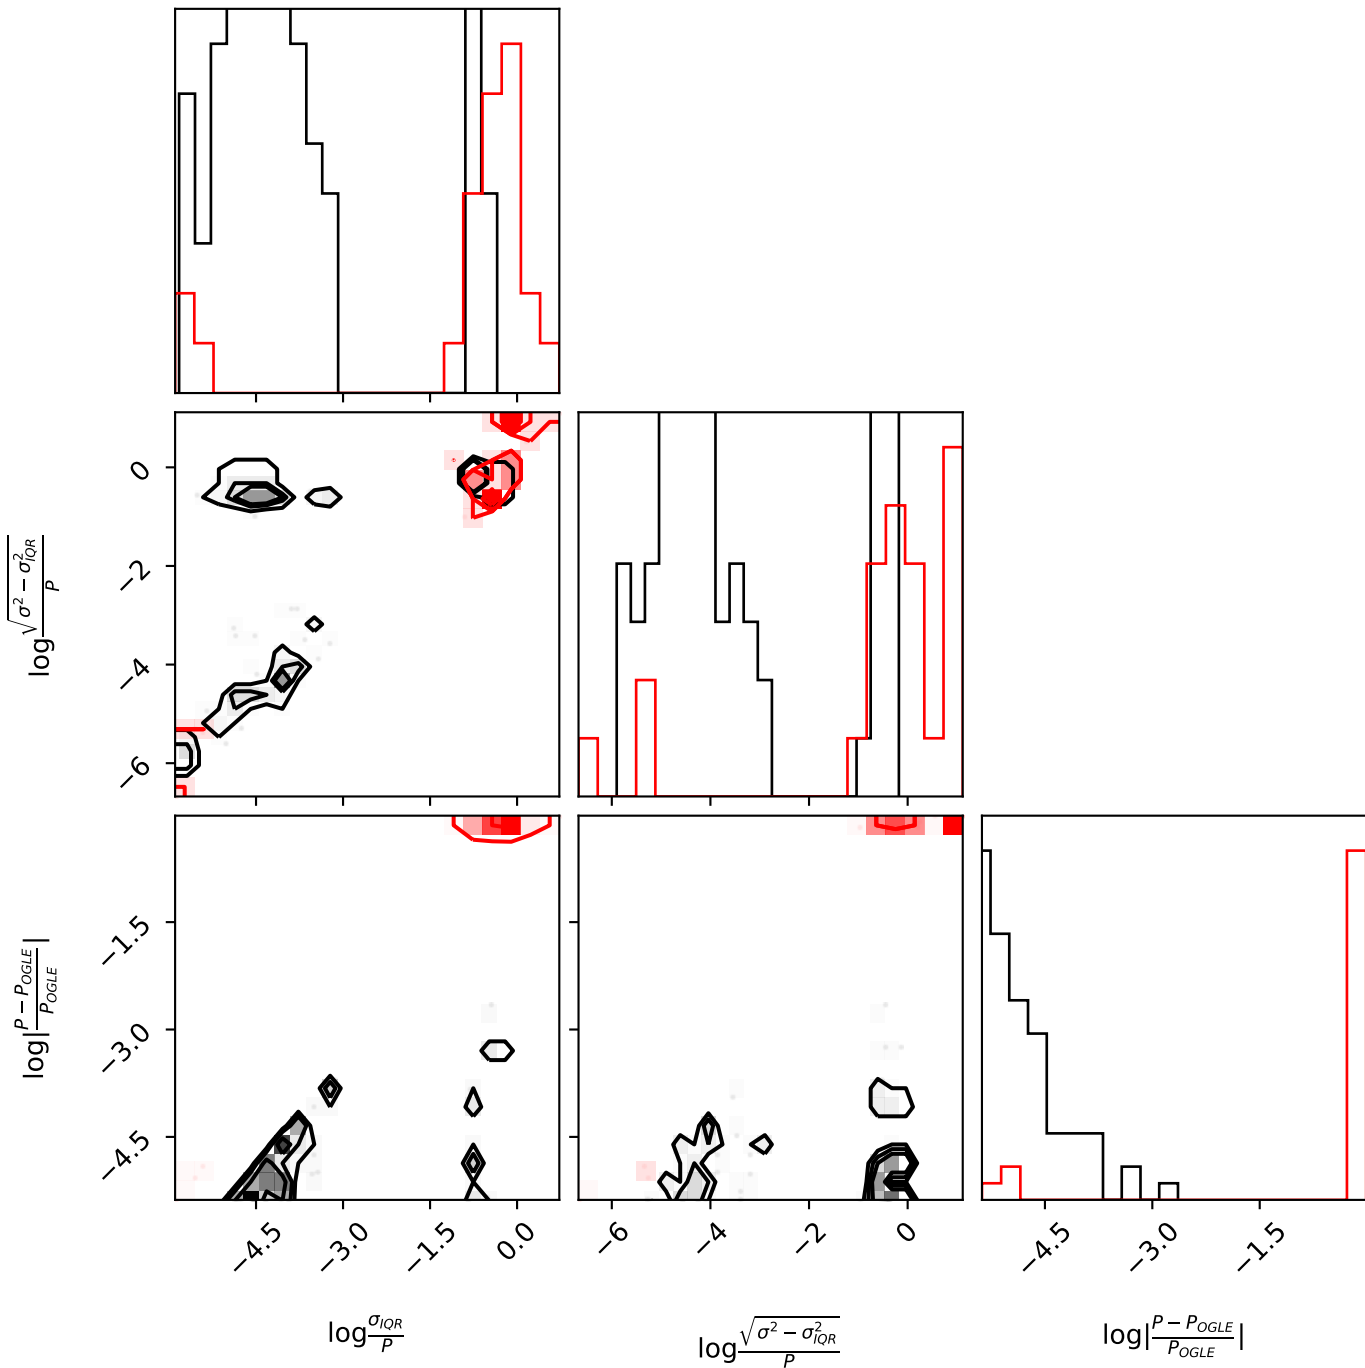 0
−2
−4
−6
log √(σ² − σ²_IQR) / P
−1.5
−3.0
−4.5
log|(P − P_OGLE) / P_OGLE|
−4.5 −3.0 −1.5 0.0
−6 −4 −2 0
−4.5 −3.0 −1.5
log σ_IQR / P
log √(σ² − σ²_IQR) / P
log|(P − P_OGLE) / P_OGLE|